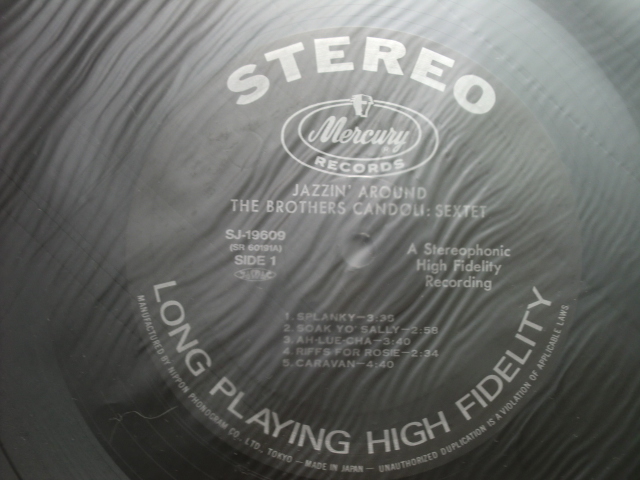 STEREO
Mercury
RECORDS
JAZZIN' AROUND
THE BROTHERS CANDOLI: SEXTET
SJ-19609
(SR 60191A)
SIDE 1
A Stereophonic
High Fidelity
Recording
1. SPLANKY—3:35
2. SOAK YO' SALLY—2:58
3. AH-LUE-CHA—3:40
4. RIFFS FOR ROSIE—2:34
5. CARAVAN—4:40
LONG PLAYING HIGH FIDELITY
MANUFACTURED BY NIPPON PHONOGRAM CO., LTD., TOKYO — MADE IN JAPAN — UNAUTHORIZED DUPLICATION IS A VIOLATION OF APPLICABLE LAWS